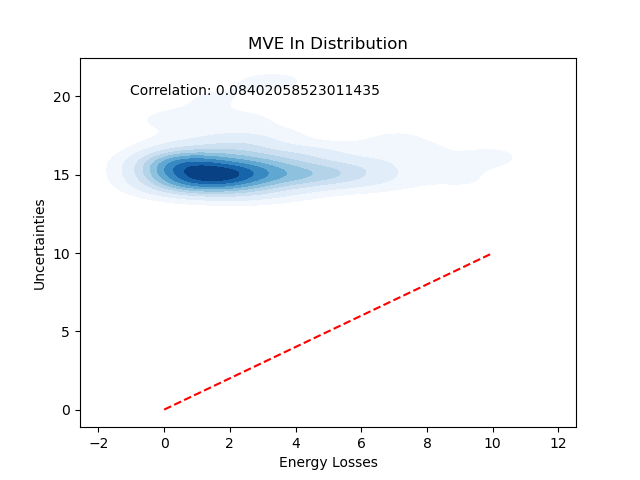 MVE In Distribution
Correlation: 0.08402058523011435
Uncertainties
20
15
10
5
0
−2 0 2 4 6 8 10 12
Energy Losses